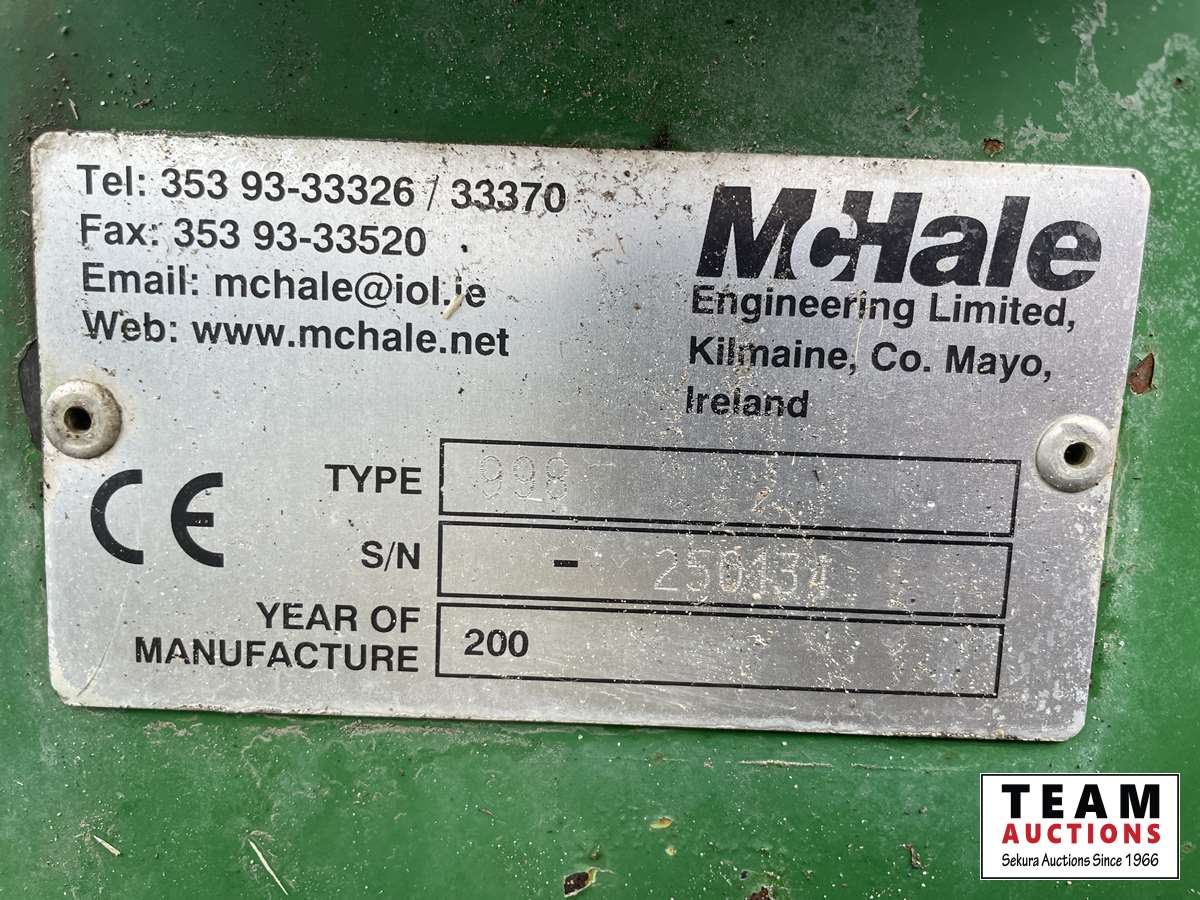 Tel: 353 93-33326 / 33370
Fax: 353 93-33520
Email: mchale@iol.ie
Web: www.mchale.net
McHale
Engineering Limited,
Kilmaine, Co. Mayo,
Ireland
CE
TYPE 998
S/N - 250134
YEAR OF
MANUFACTURE 200
TEAM
AUCTIONS
Sekura Auctions Since 1966